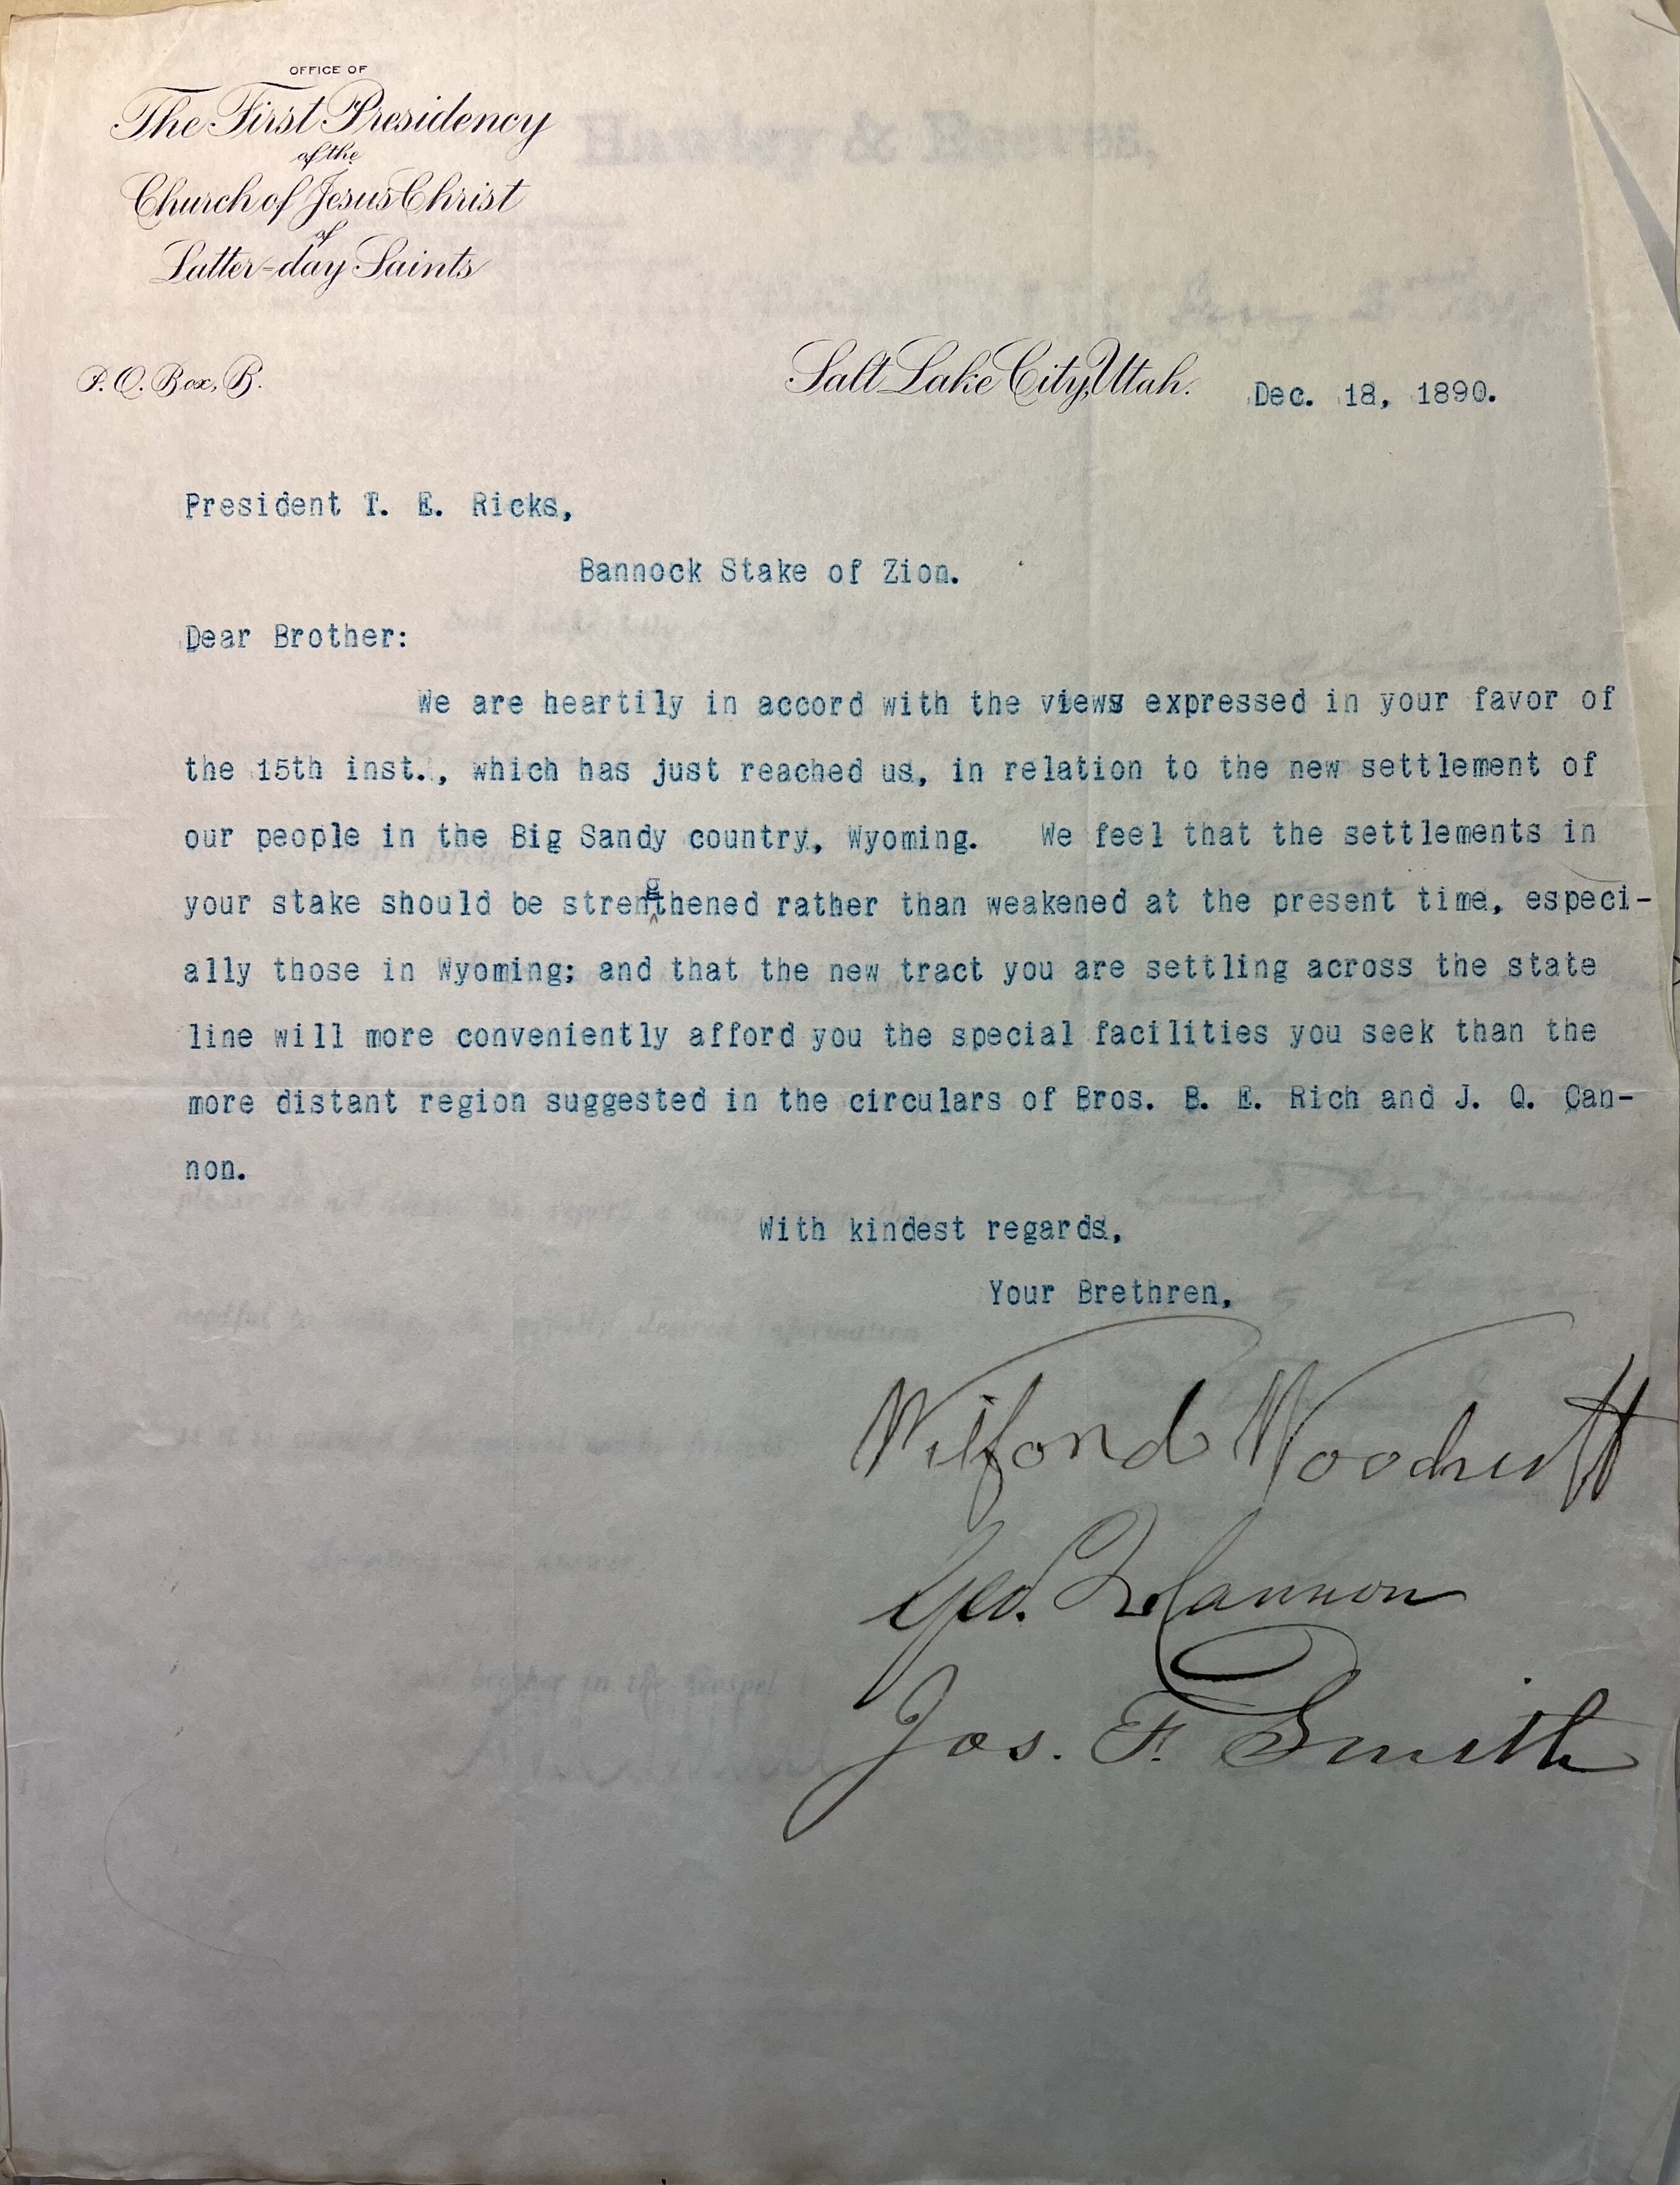 OFFICE OF
The First Presidency
of the
Church of Jesus Christ
of
Latter-day Saints
P. O. Box, B.
Salt Lake City, Utah. Dec. 18, 1890.
President T. E. Ricks,
Bannock Stake of Zion.
Dear Brother:
We are heartily in accord with the views expressed in your favor of
the 15th inst., which has just reached us, in relation to the new settlement of
our people in the Big Sandy country, Wyoming. We feel that the settlements in
your stake should be strengthened rather than weakened at the present time, especi-
ally those in Wyoming; and that the new tract you are settling across the state
line will more conveniently afford you the special facilities you seek than the
more distant region suggested in the circulars of Bros. B. E. Rich and J. Q. Can-
non.
With kindest regards,
Your Brethren,
Wilford Woodruff
Geo. Q. Cannon
Jos. F. Smith